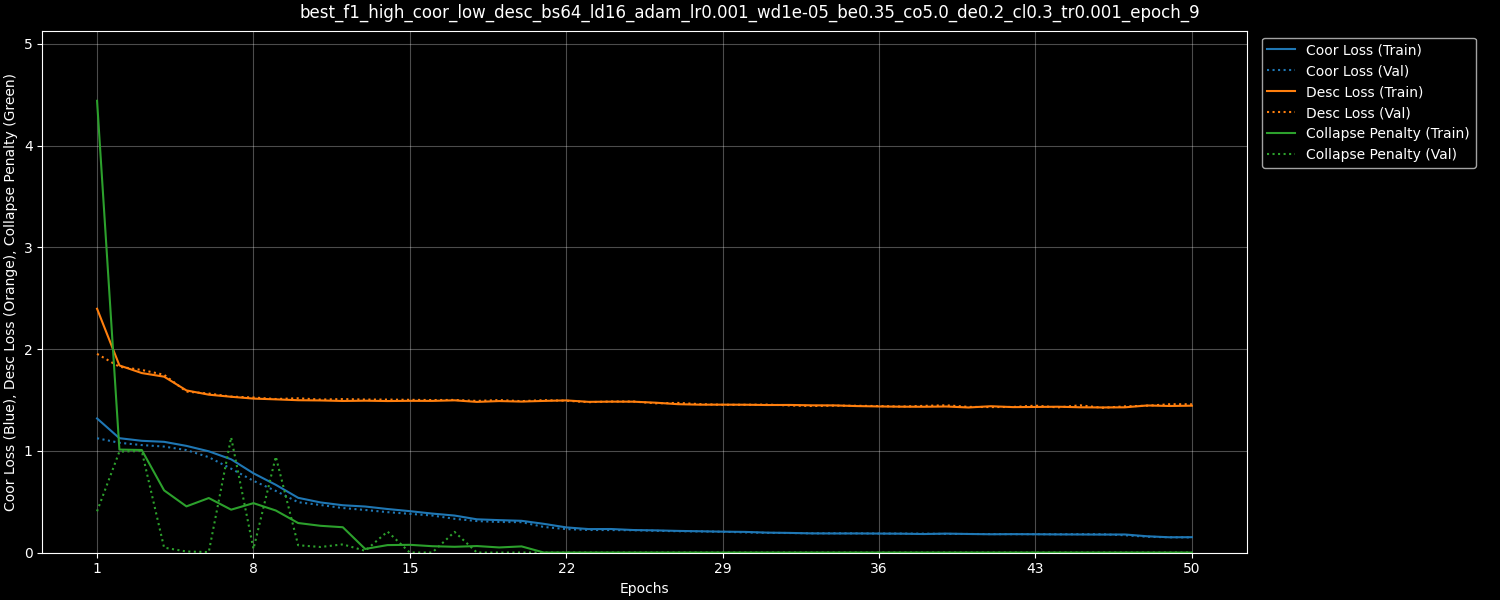 best_f1_high_coor_low_desc_bs64_ld16_adam_lr0.001_wd1e-05_be0.35_co5.0_de0.2_cl0.3_tr0.001_epoch_9
Coor Loss (Blue), Desc Loss (Orange), Collapse Penalty (Green)
5
4
3
2
1
0
1 8 15 22 29 36 43 50
Epochs
Coor Loss (Train)
Coor Loss (Val)
Desc Loss (Train)
Desc Loss (Val)
Collapse Penalty (Train)
Collapse Penalty (Val)